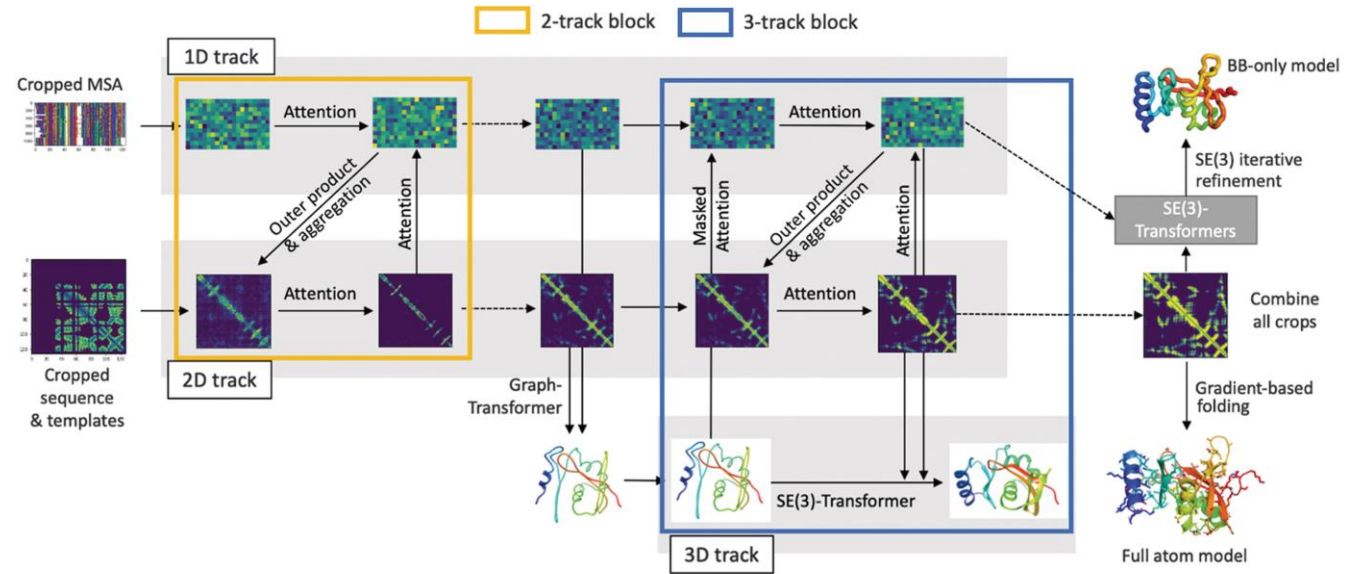 2-track block
3-track block
1D track
Cropped MSA
Attention
Attention
BB-only model
Outer product
& aggregation
Attention
Masked
Attention
Outer product
& aggregation
Attention
SE(3) iterative
refinement
SE(3)-
Transformers
Attention
Attention
Combine
all crops
Cropped
sequence
& templates
2D track
Graph-
Transformer
Gradient-based
folding
SE(3)-Transformer
3D track
Full atom model